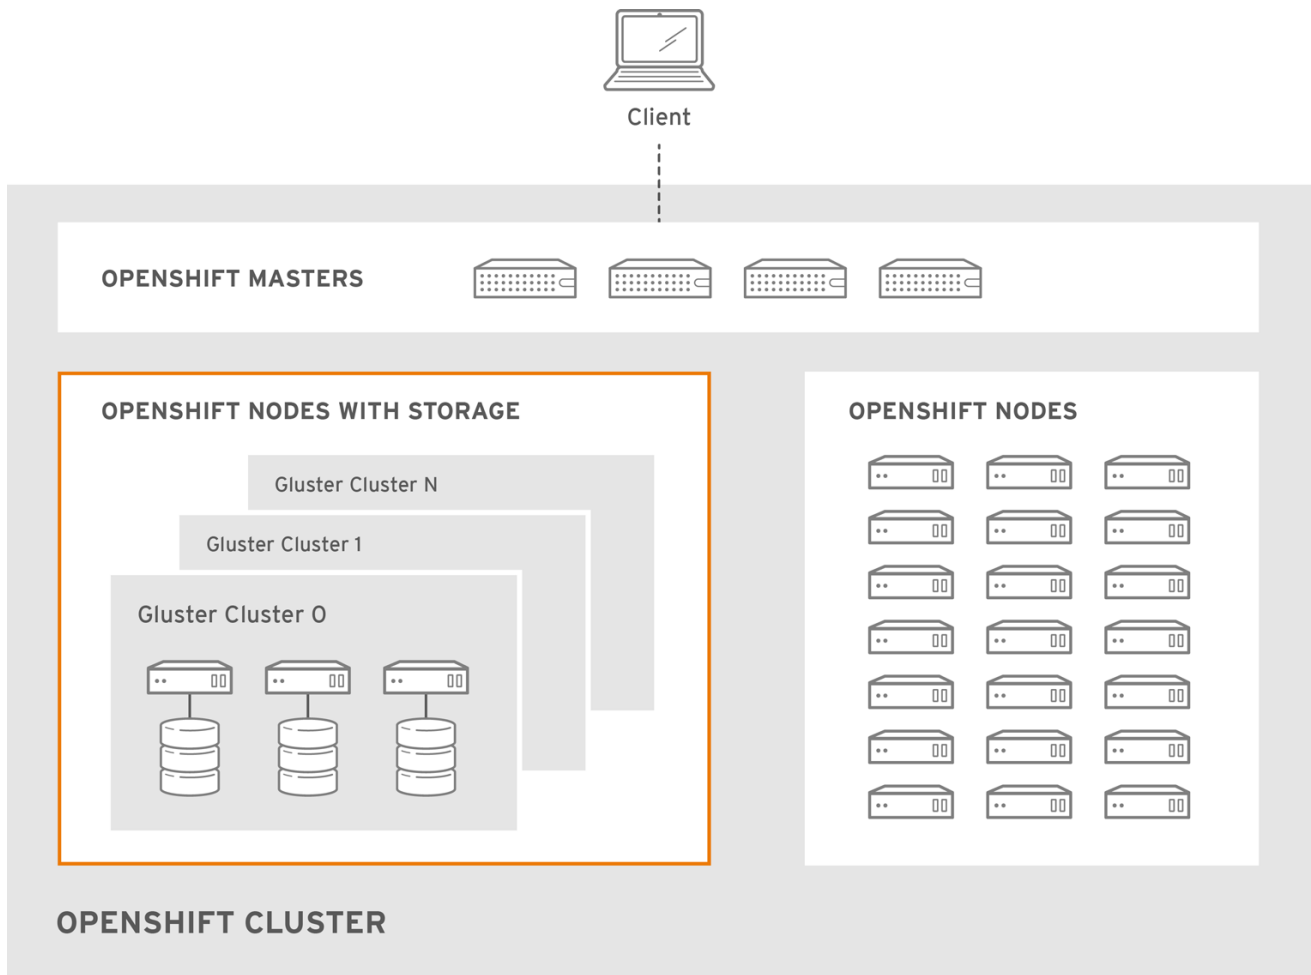 Client
OPENSHIFT MASTERS
OPENSHIFT NODES WITH STORAGE
Gluster Cluster N
Gluster Cluster 1
Gluster Cluster 0
OPENSHIFT NODES
OPENSHIFT CLUSTER